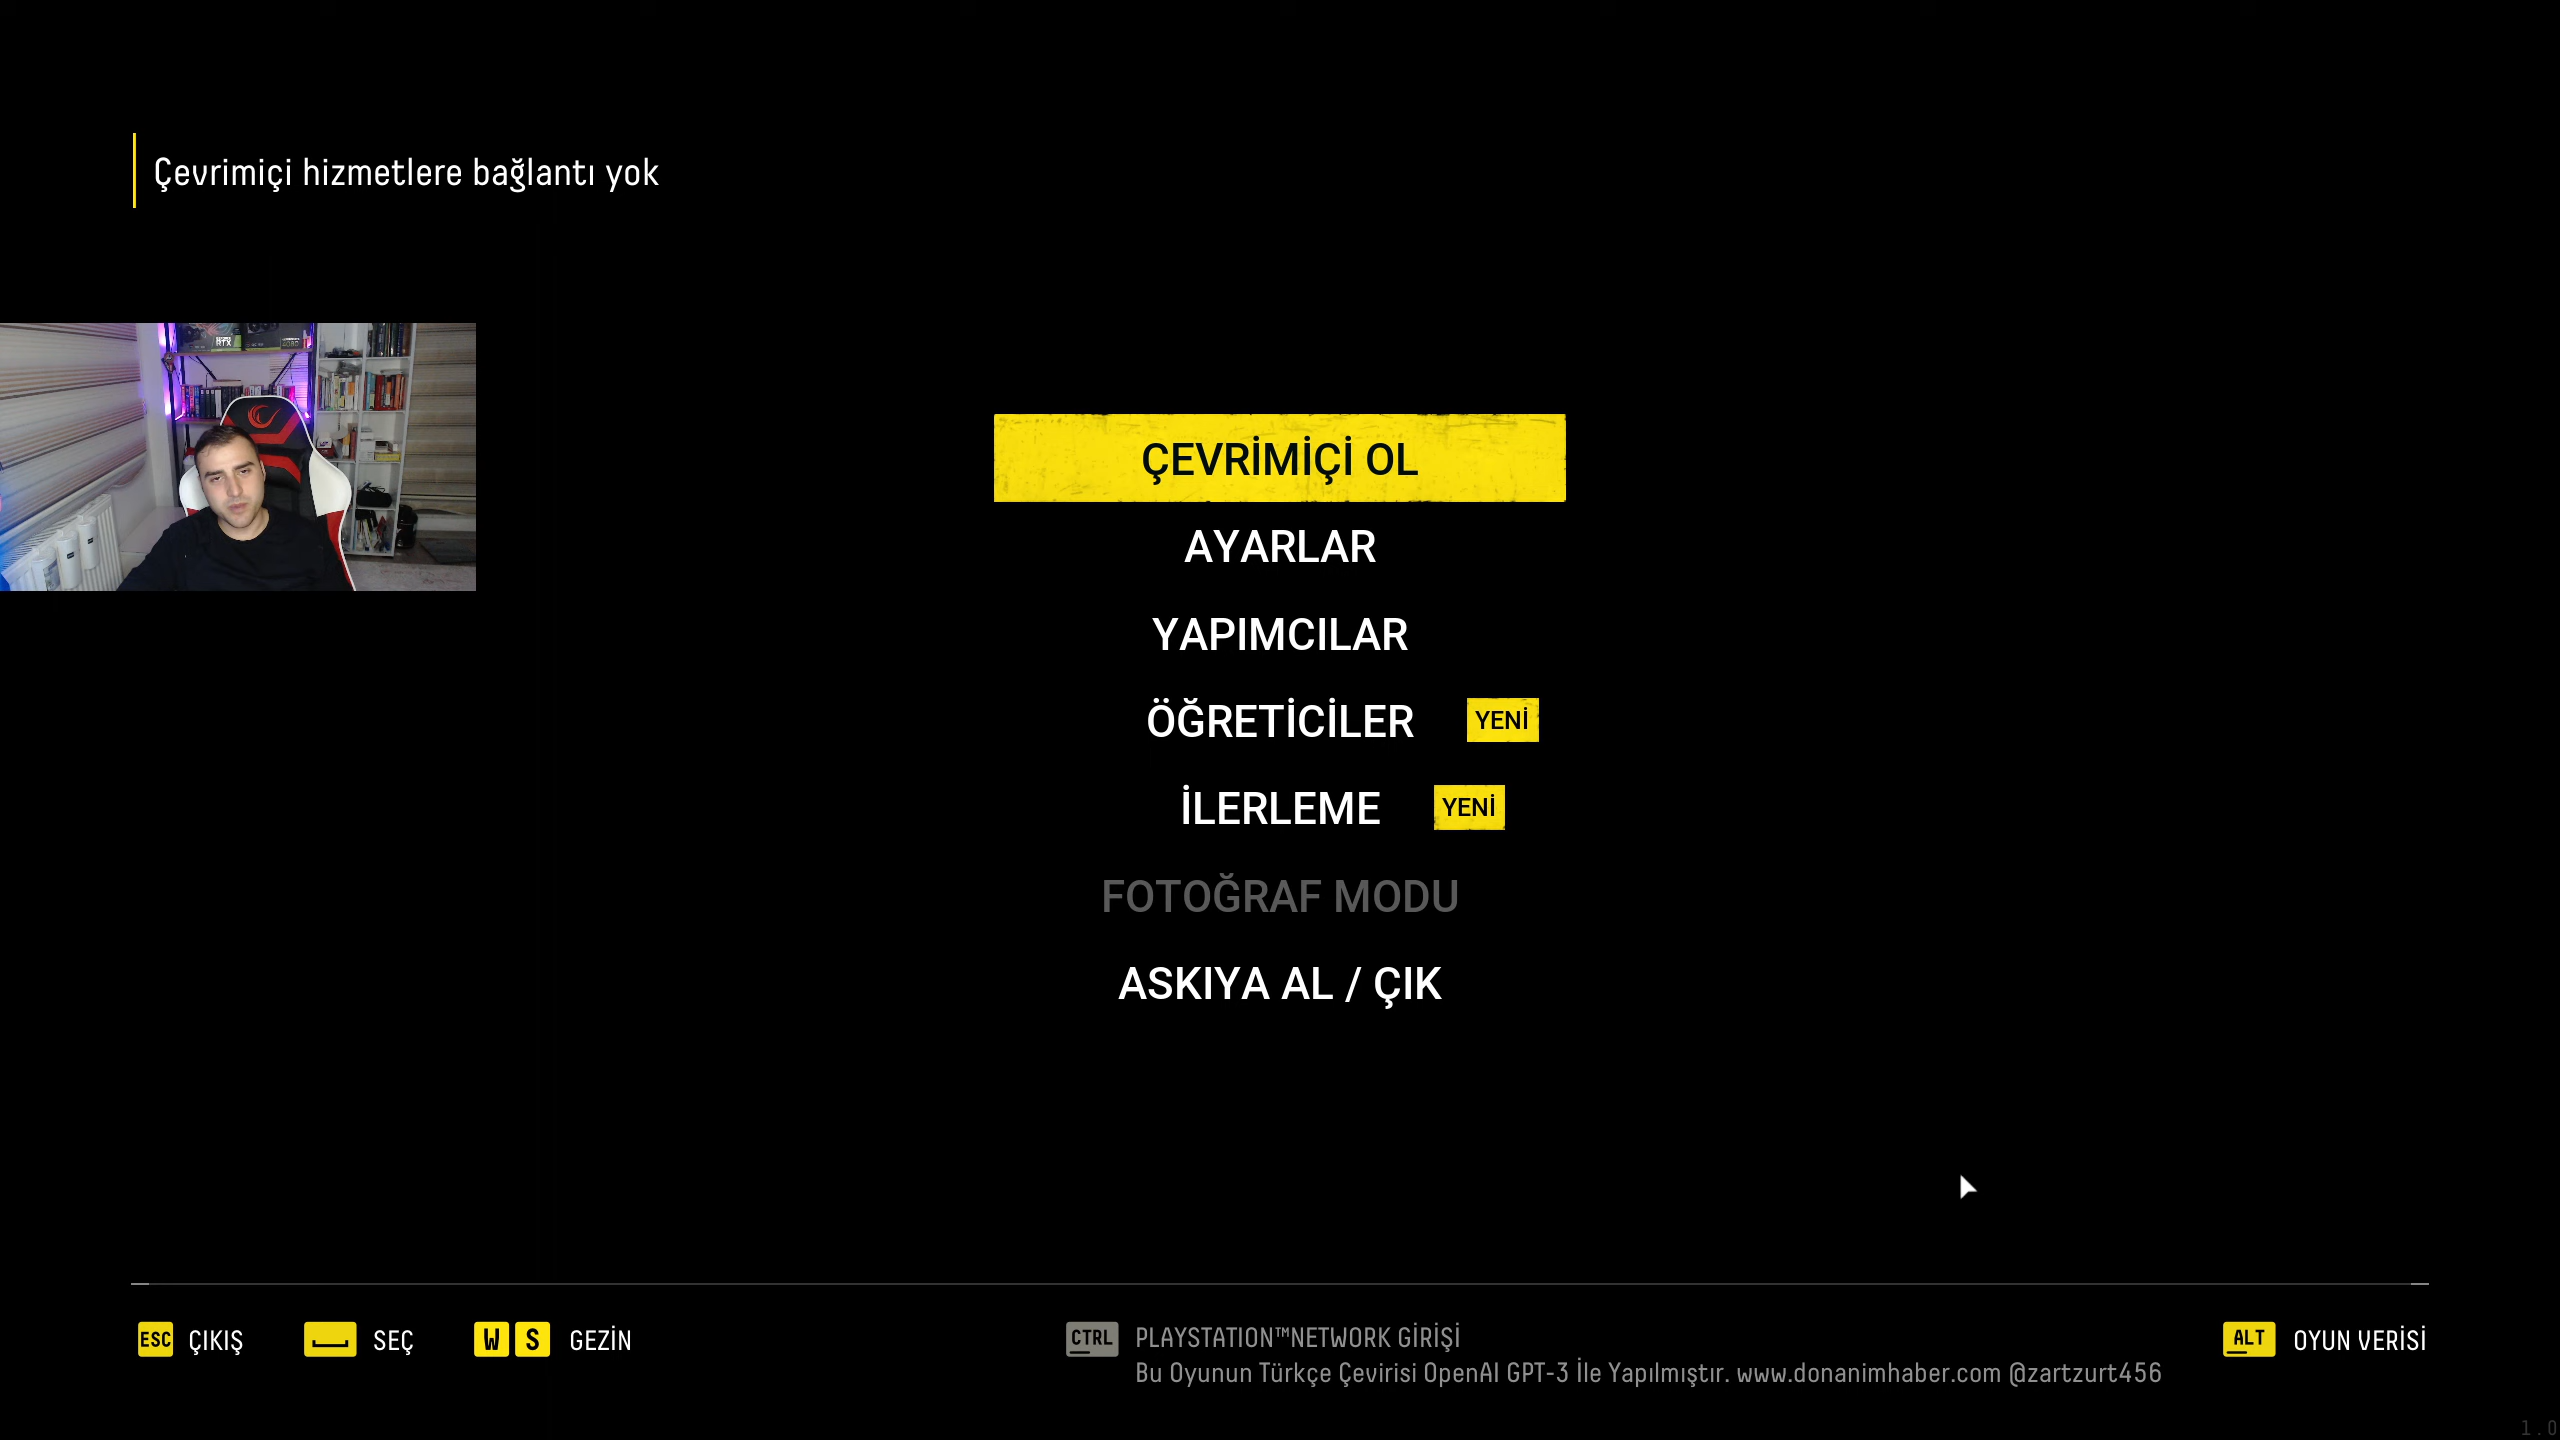 Çevrimiçi hizmetlere bağlantı yok
ÇEVRİMİÇİ OL
AYARLAR
YAPIMCILAR
ÖĞRETİCİLER YENİ
İLERLEME YENİ
FOTOĞRAF MODU
ASKIYA AL / ÇIK
ESC ÇIKIŞ SEÇ W S GEZİN CTRL PLAYSTATION™NETWORK GİRİŞİ ALT OYUN VERİSİ
Bu Oyunun Türkçe Çevirisi OpenAI GPT-3 İle Yapılmıştır. www.donanimhaber.com @zartzurt456
1.0